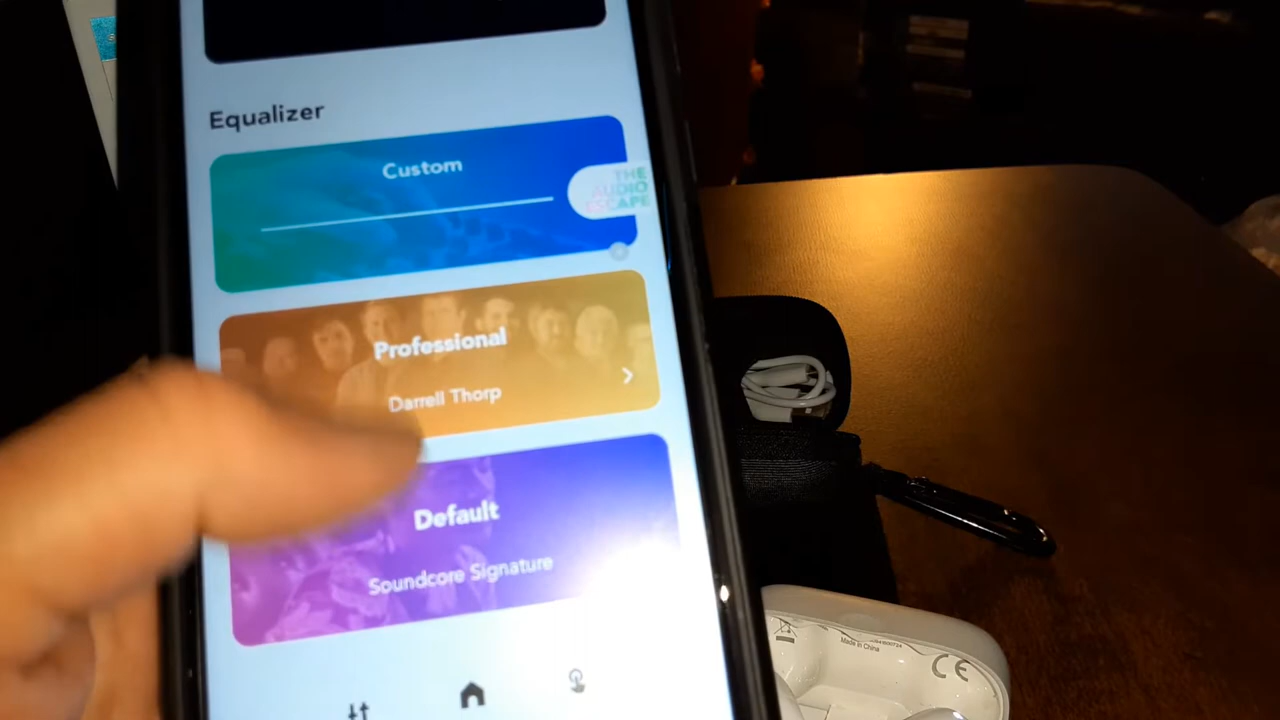 Equalizer
Custom
THE
AUDIO
ESCAPE
Professional
Darrell Thorp
Default
Soundcore Signature
Made in China
CE